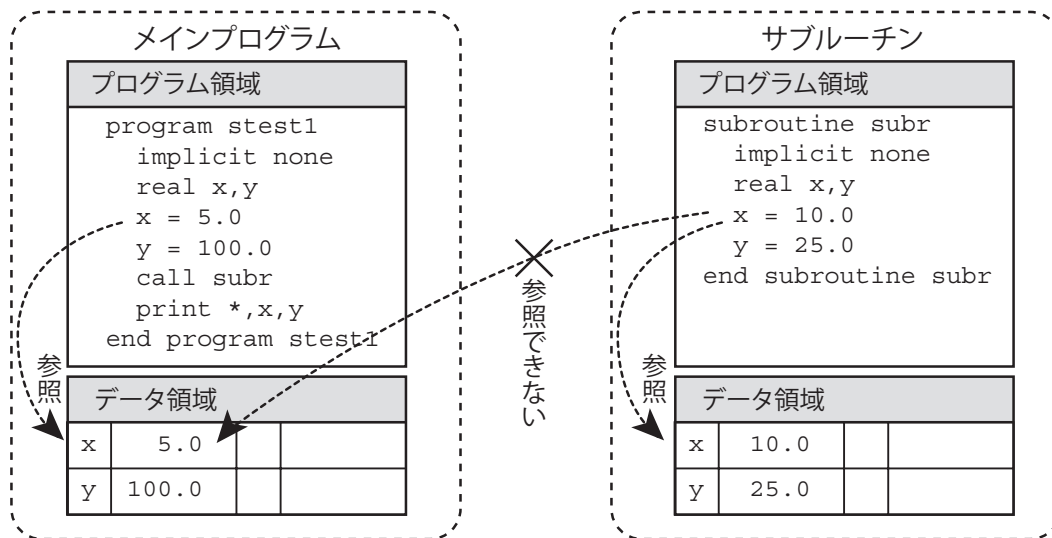 メインプログラム
プログラム領域
program stest1
implicit none
real x,y
x = 5.0
y = 100.0
call subr
print *,x,y
end program stest1
参照
データ領域
x 5.0
y 100.0
参照できない
サブルーチン
プログラム領域
subroutine subr
implicit none
real x,y
x = 10.0
y = 25.0
end subroutine subr
参照
データ領域
x 10.0
y 25.0